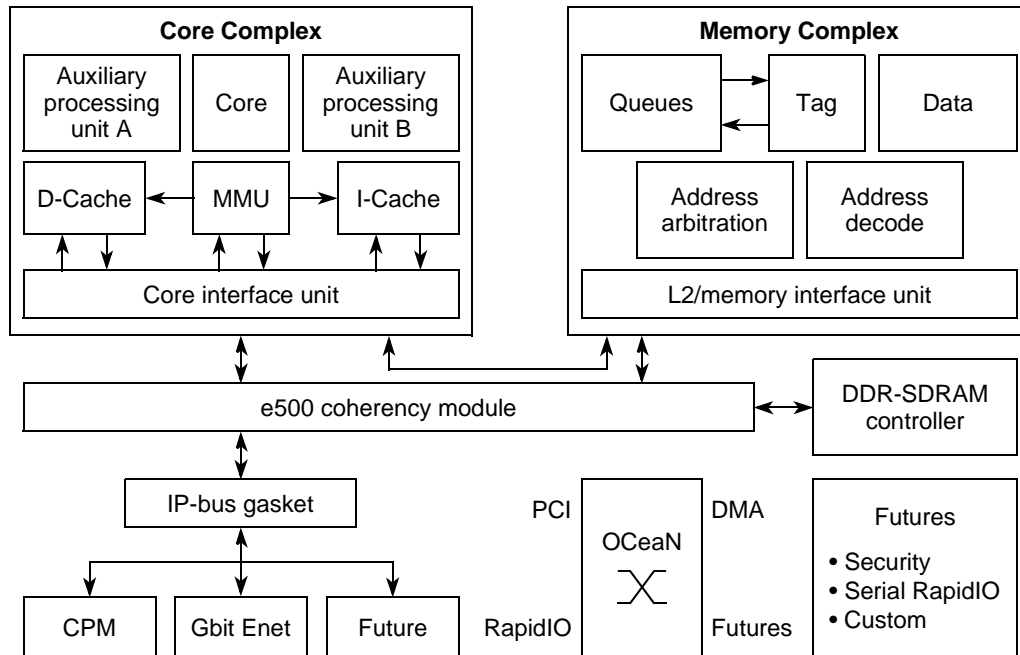 Core Complex
Auxiliary
processing
unit A
Core
Auxiliary
processing
unit B
D-Cache
MMU
I-Cache
Core interface unit
Memory Complex
Queues
Tag
Data
Address
arbitration
Address
decode
L2/memory interface unit
e500 coherency module
DDR-SDRAM
controller
IP-bus gasket
CPM
Gbit Enet
Future
PCI
OCeaN
DMA
RapidIO
Futures
Futures
• Security
• Serial RapidIO
• Custom